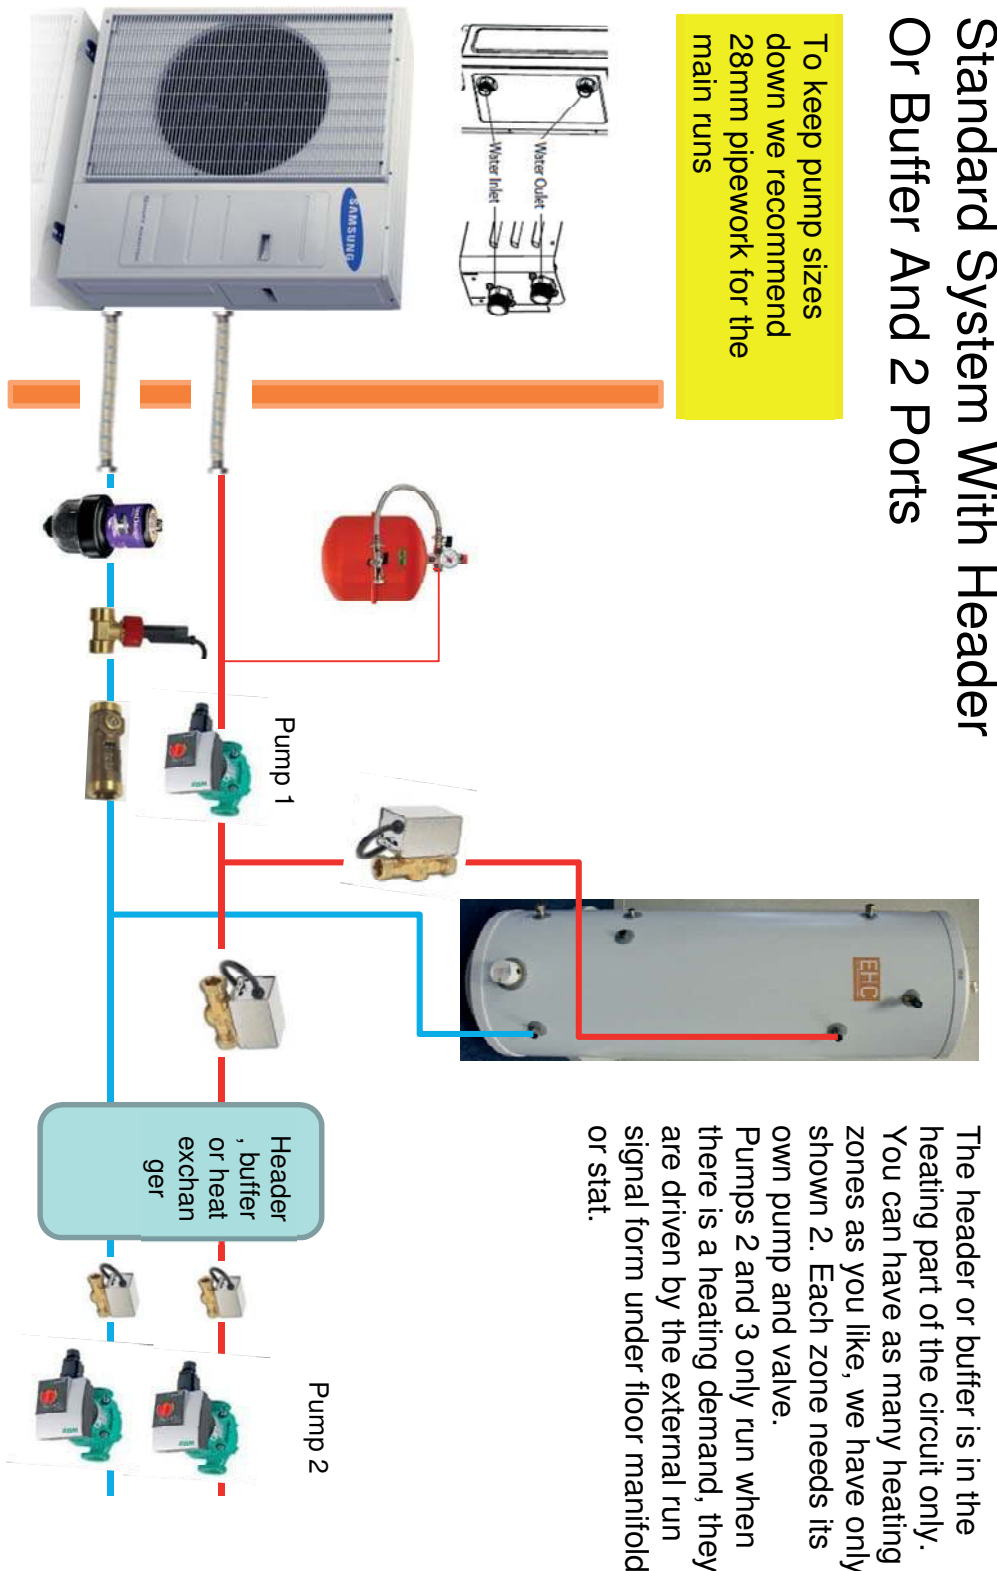 Standard System With Header
Or Buffer And 2 Ports
To keep pump sizes
down we recommend
28mm pipework for the
main runs
Water Oulet
Water Inlet
SAMSUNG
Pump 1
EHC
The header or buffer is in the
heating part of the circuit only.
You can have as many heating
zones as you like, we have only
shown 2. Each zone needs its
own pump and valve.
Pumps 2 and 3 only run when
there is a heating demand, they
are driven by the external run
signal form under floor manifold
or stat.
Header
, buffer
or heat
exchan
ger
Pump 2